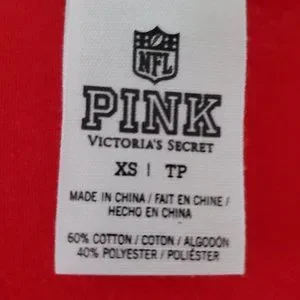 NFL
PINK
VICTORIA'S SECRET
XS | TP
MADE IN CHINA / FAIT EN CHINE /
HECHO EN CHINA
60% COTTON / COTON / ALGODÓN
40% POLYESTER / POLIÉSTER